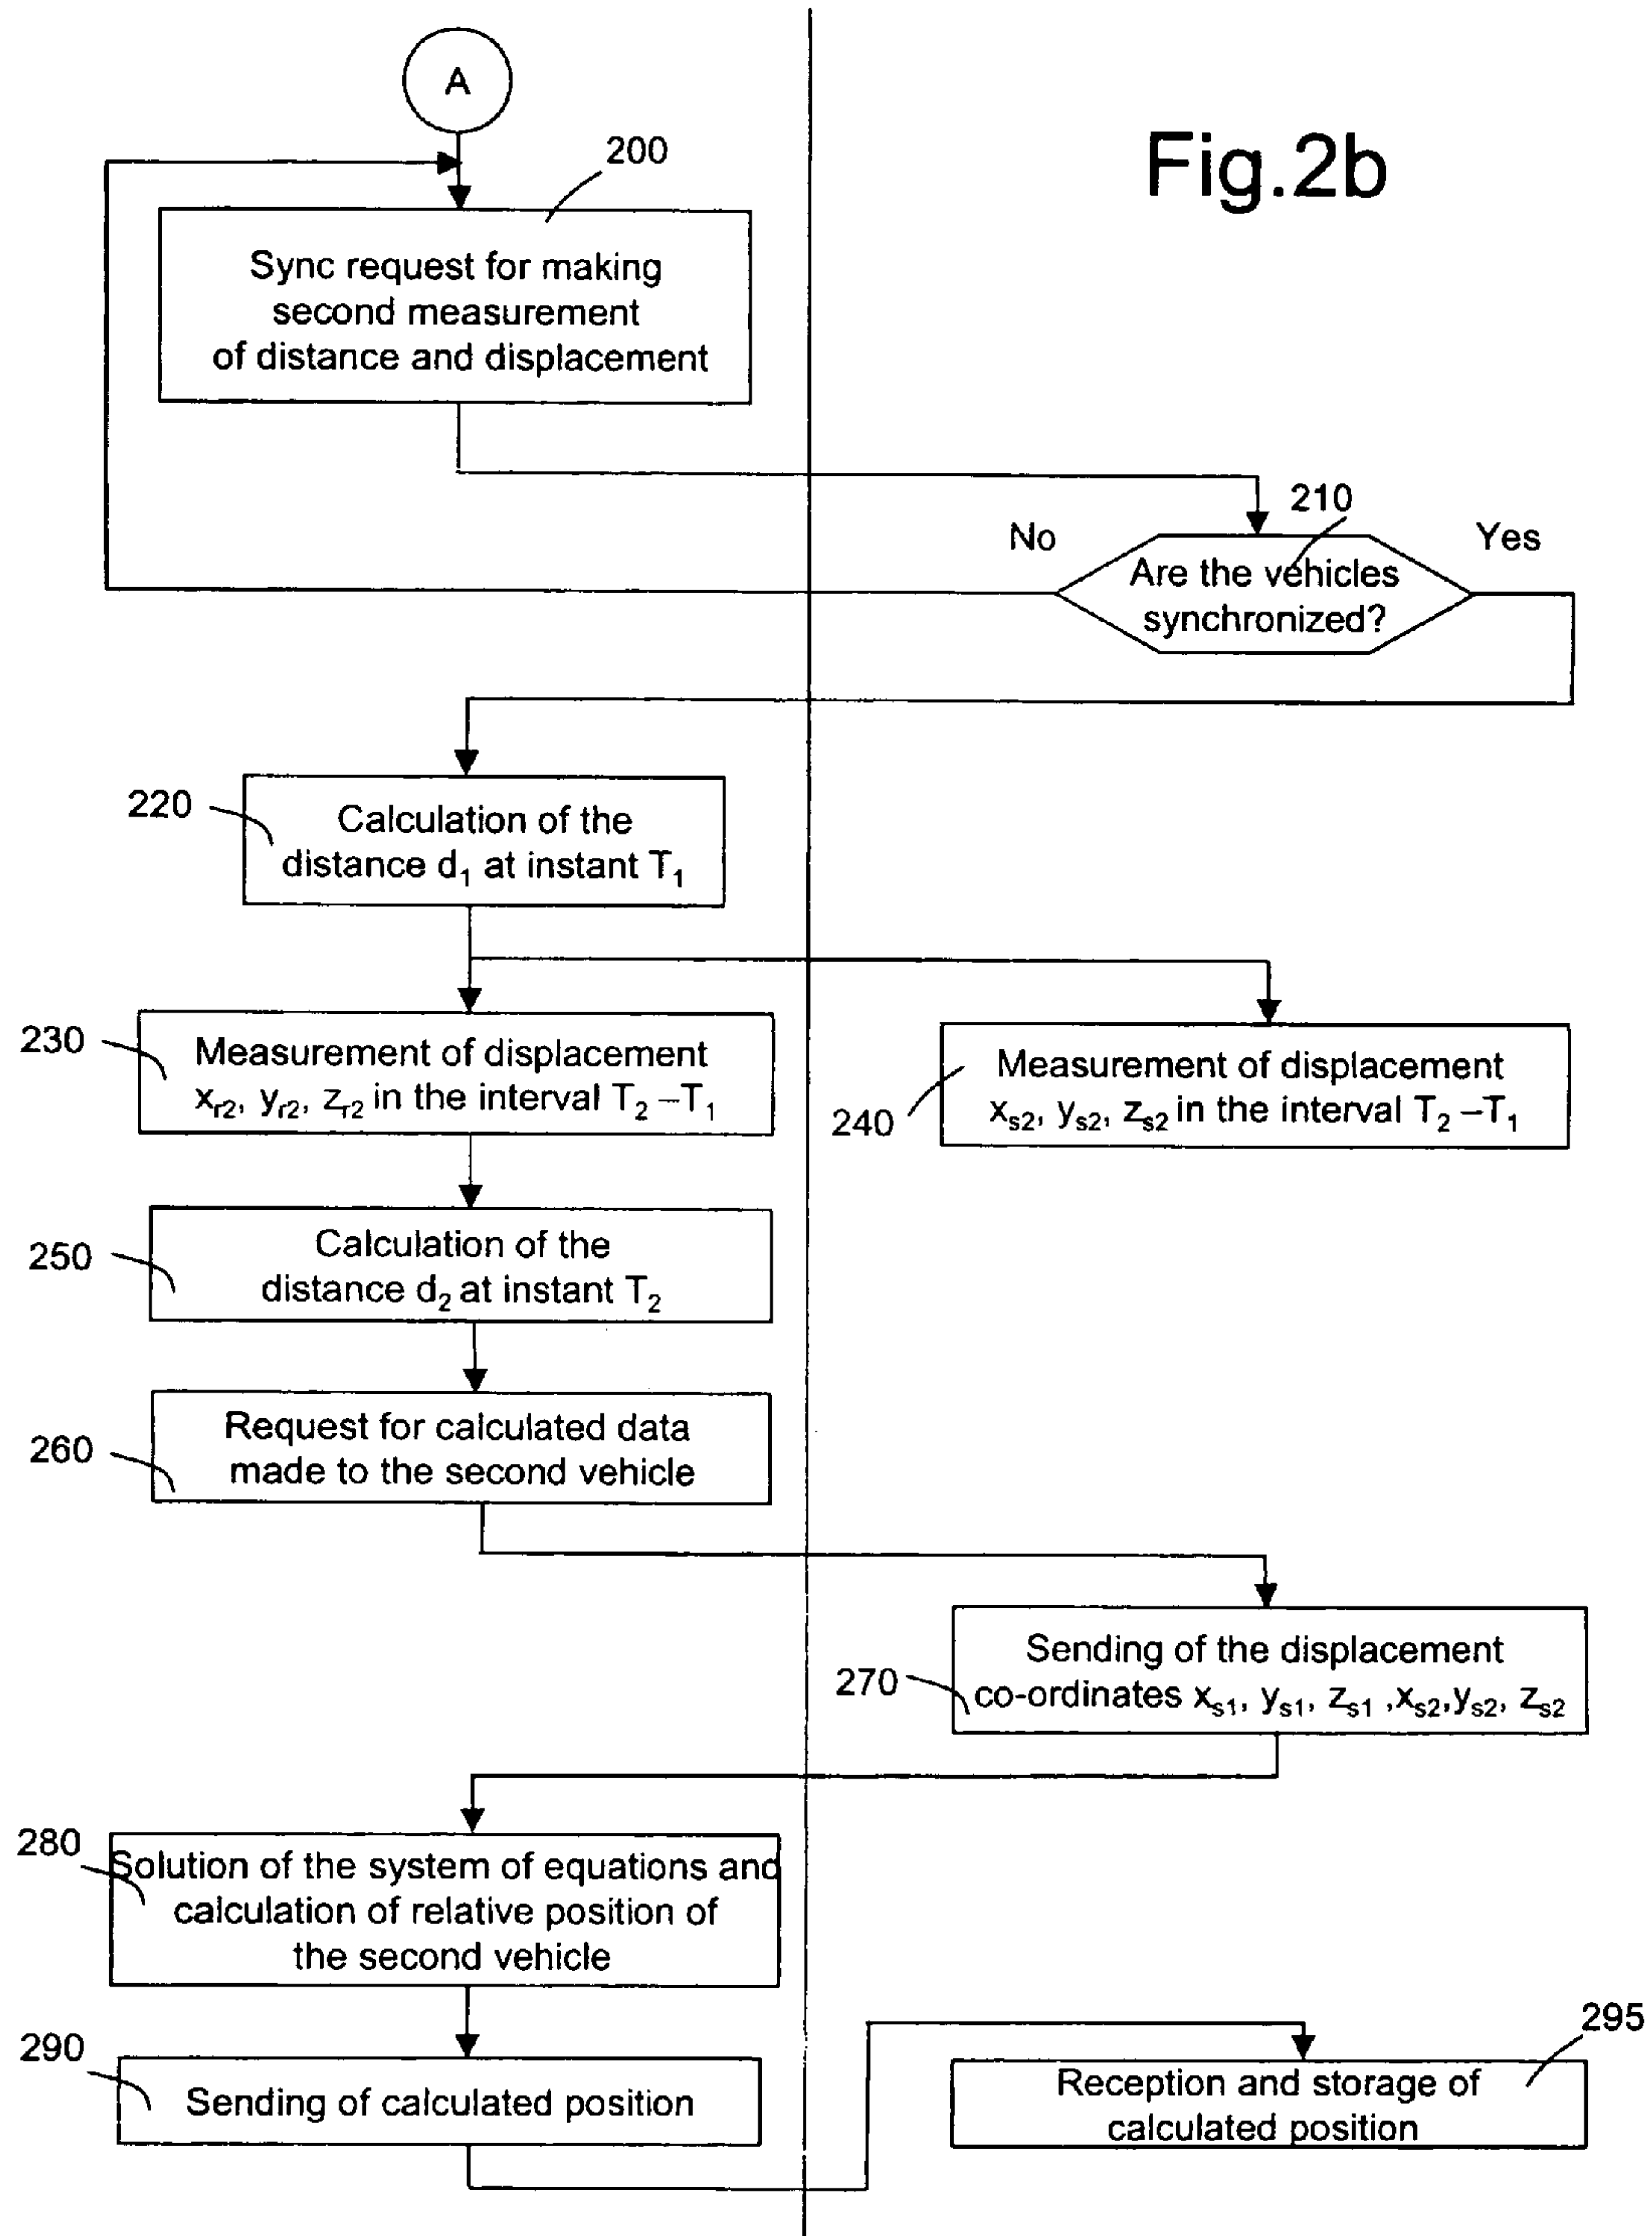 A
200
Fig.2b
Sync request for making
second measurement
of distance and displacement
210
No
Yes
Are the vehicles
synchronized?
220
Calculation of the
distance d₁ at instant T₁
230
Measurement of displacement
xᵣ₂, yᵣ₂, zᵣ₂ in the interval T₂ –T₁
240
Measurement of displacement
xₛ₂, yₛ₂, zₛ₂ in the interval T₂ –T₁
250
Calculation of the
distance d₂ at instant T₂
260
Request for calculated data
made to the second vehicle
270
Sending of the displacement
co-ordinates xₛ₁, yₛ₁, zₛ₁ ,xₛ₂,yₛ₂, zₛ₂
280
Solution of the system of equations and
calculation of relative position of
the second vehicle
290
Sending of calculated position
295
Reception and storage of
calculated position